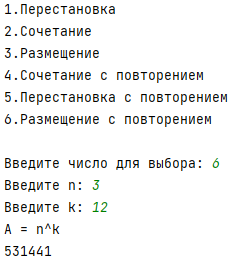 1.Перестановка
2.Сочетание
3.Размещение
4.Сочетание с повторением
5.Перестановка с повторением
6.Размещение с повторением
Введите число для выбора: 6
Введите n: 3
Введите k: 12
A = n^k
531441